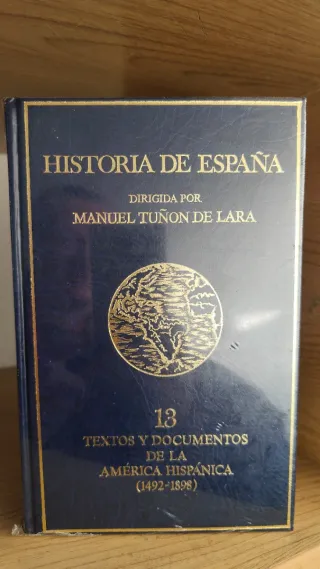 HISTORIA DE ESPAÑA
DIRIGIDA POR
MANUEL TUÑON DE LARA
13
TEXTOS Y DOCUMENTOS
DE LA
AMÉRICA HISPÁNICA
(1492-1898)